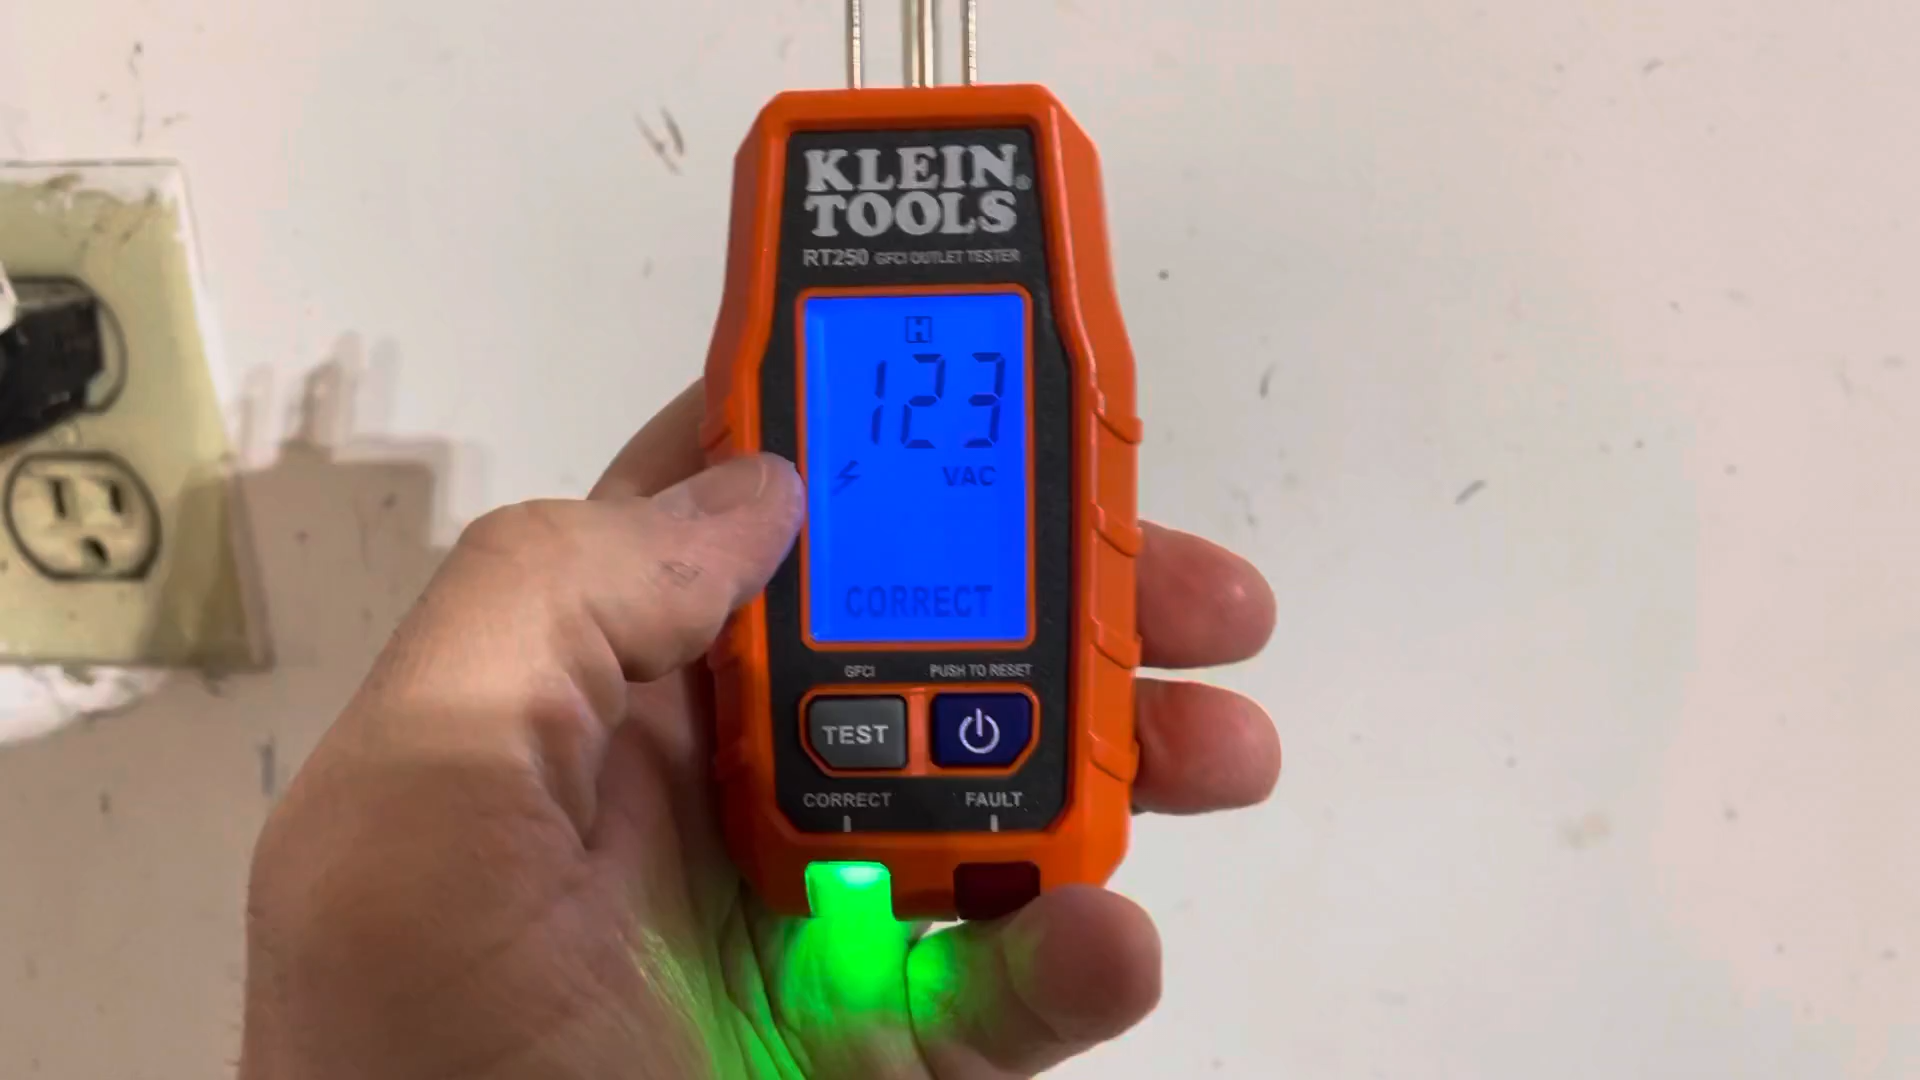 KLEIN
TOOLS®
RT250 GFCI OUTLET TESTER
H
123
VAC
CORRECT
GFCI PUSH TO RESET
TEST
CORRECT FAULT